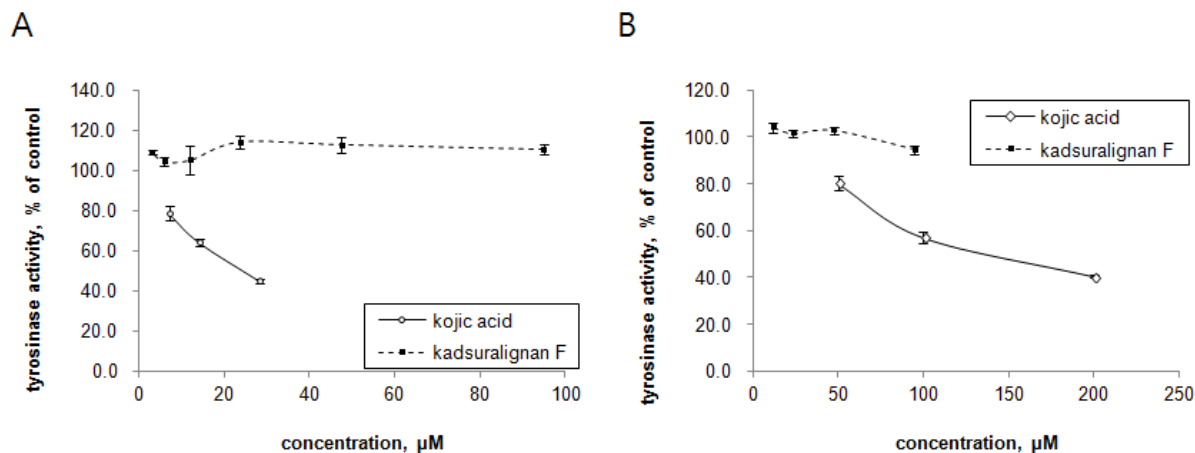 A
tyrosinase activity, % of control
140.0
120.0
100.0
80.0
60.0
40.0
20.0
0.0
0
20
40
60
80
100
concentration, µM
kojic acid
kadsuralignan F
B
tyrosinase activity, % of control
120.0
100.0
80.0
60.0
40.0
20.0
0.0
0
50
100
150
200
250
concentration, µM
kojic acid
kadsuralignan F